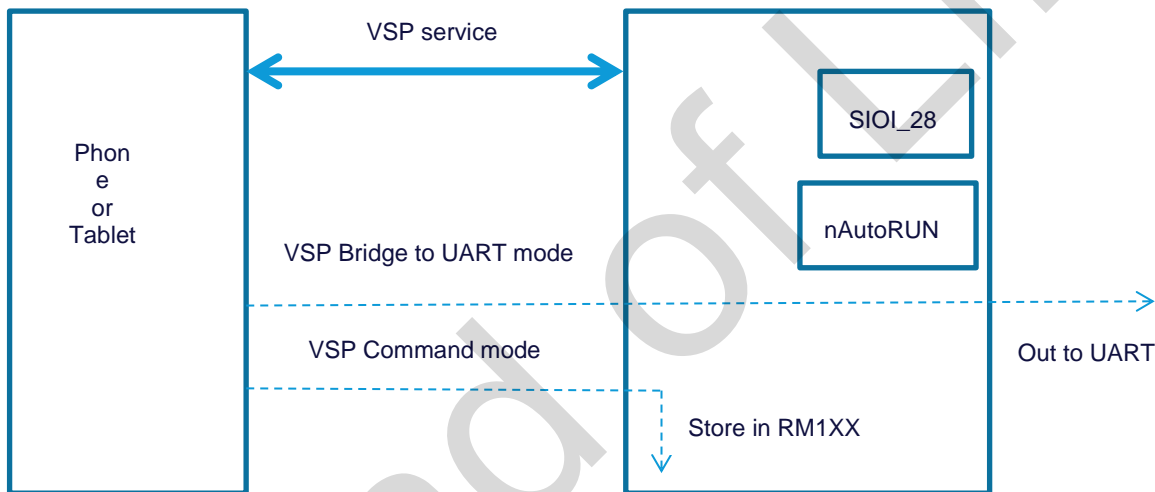 VSP service
SIOI_28
Phon
e
or
Tablet
nAutoRUN
VSP Bridge to UART mode
VSP Command mode
Out to UART
Store in RM1XX